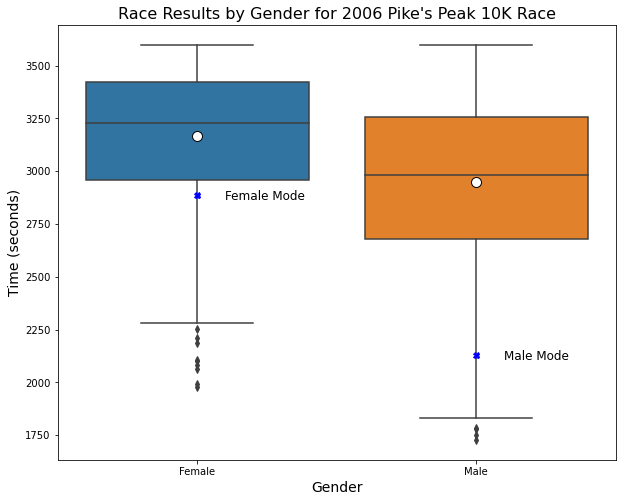 Race Results by Gender for 2006 Pike's Peak 10K Race
3500
3250
3000
2750
2500
2250
2000
1750
Time (seconds)
Female Mode
Male Mode
Female
Male
Gender